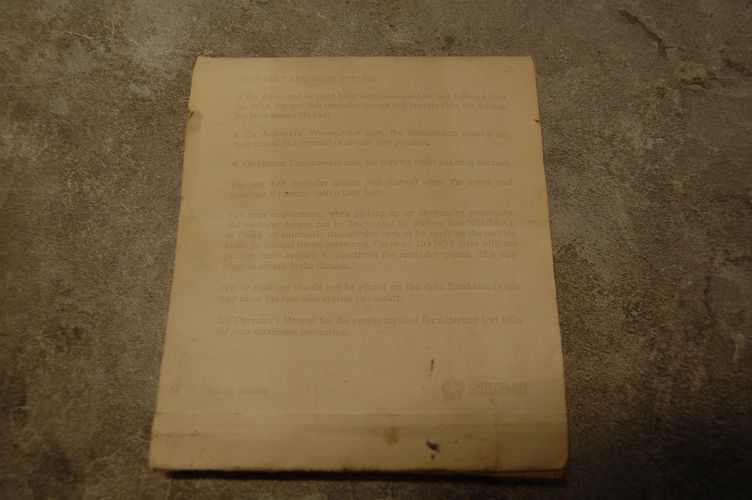 SEAT BELT REMINDER SYSTEM
If the driver and/or right front seat passenger have not fastened their
lap belts, the seat belt reminder system will operate after the ignition
has been turned On and:
● On Automatic Transmission cars, the transmission selector has
been moved to a forward or reverse gear position.
● On Manual Transmission cars, the parking brake has been released.
The seat belt reminder system will shut-off when the driver and
passenger if present fasten their belts.
For your convenience, when picking up or discharging passengers
the reminder devices can be deactivated by shifting into NEUTRAL
or PARK on automatic transmission cars, or by applying the parking
brake on manual transmission cars. Caution: DO NOT drive with the
parking brake applied to deactivate the reminder system. This may
result in serious brake damage.
Pets or packages should not be placed on the right front seat as this
may cause the reminder system to operate.
See Operator's Manual for the proper method for adjusting seat belts
for your maximum protection.
Part No.
CHRYSLER
CORPORATION